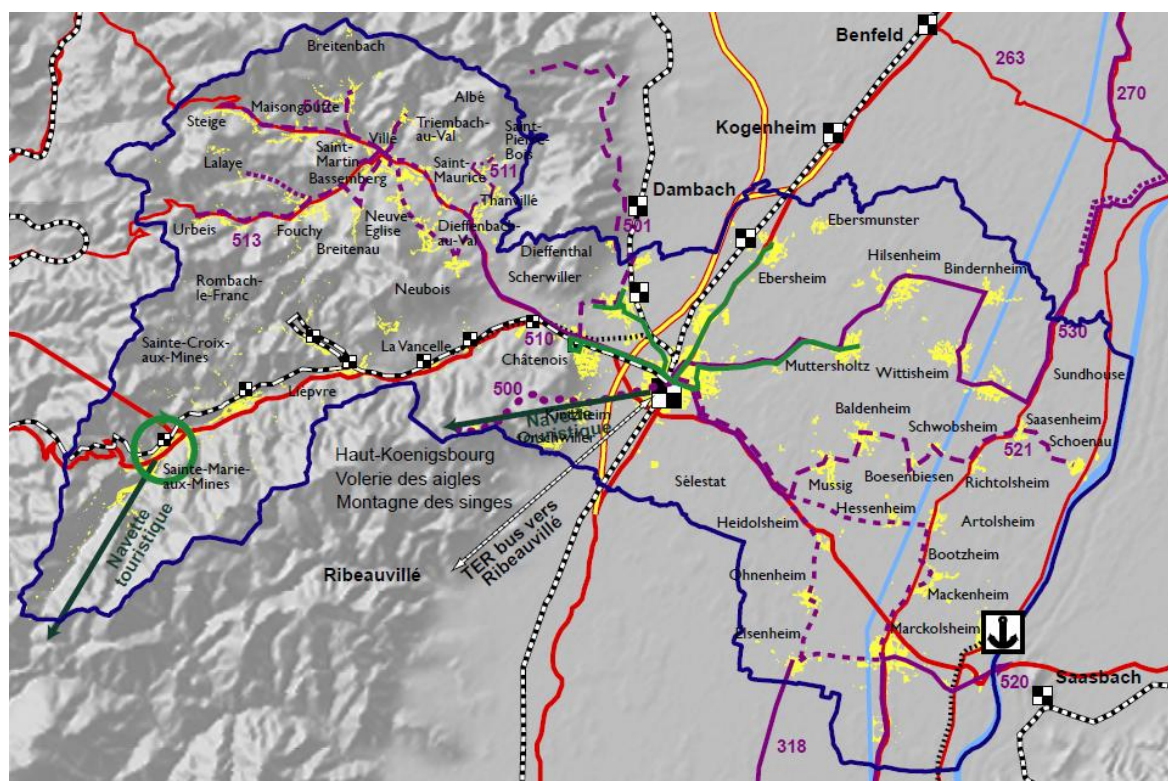 Breitenbach
Benfeld
263
270
Maisongoutte
512
Albé
Steige
Ville
Triembach-
au-Val
Saint-
Pierre-
Bois
Kogenheim
Lalaye
Saint-
Martin
Bassemberg
Saint-
Maurice
511
Thanvillé
Dambach
Urbeis
513
Fouchy
Breitenau
Neuve-
Eglise
Dieffenbach-
au-Val
501
Ebersmunster
Dieffenthal
Scherwiller
Ebersheim
Hilsenheim
Bindernheim
Rombach-
le-Franc
Neubois
530
Sainte-Croix-
aux-Mines
La Vancelle
510
Châtenois
Muttersholtz
Wittisheim
Sundhouse
Lièpvre
500
Kintzheim
Navette
touristique
Orschwiller
Baldenheim
Schwobsheim
Saasenheim
Schoenau
521
Sainte-Marie-
aux-Mines
Haut-Koenigsbourg
Volerie des aigles
Montagne des singes
Sélestat
Mussig
Boesenbiesen
Richtolsheim
Hessenheim
Heidolsheim
Artolsheim
Navette
touristique
TER bus vers
Ribeauvillé
Ribeauvillé
Bootzheim
Ohnenheim
Mackenheim
Elsenheim
Marckolsheim
520
Saasbach
318